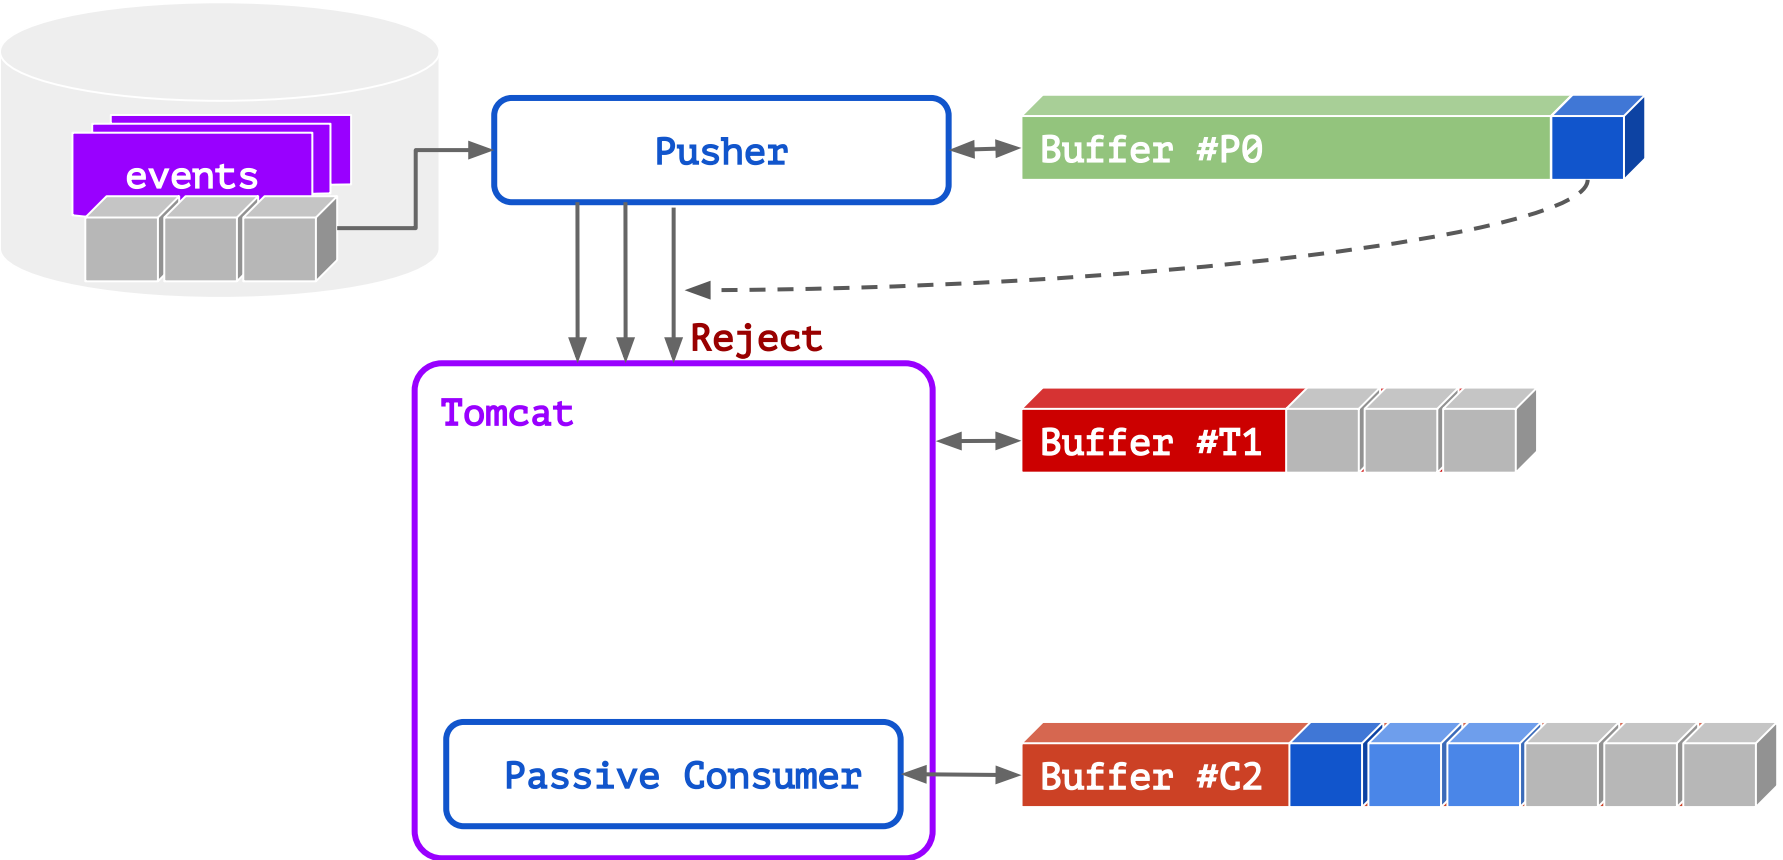 events
Pusher
Buffer #P0
Reject
Tomcat
Buffer #T1
Passive Consumer
Buffer #C2